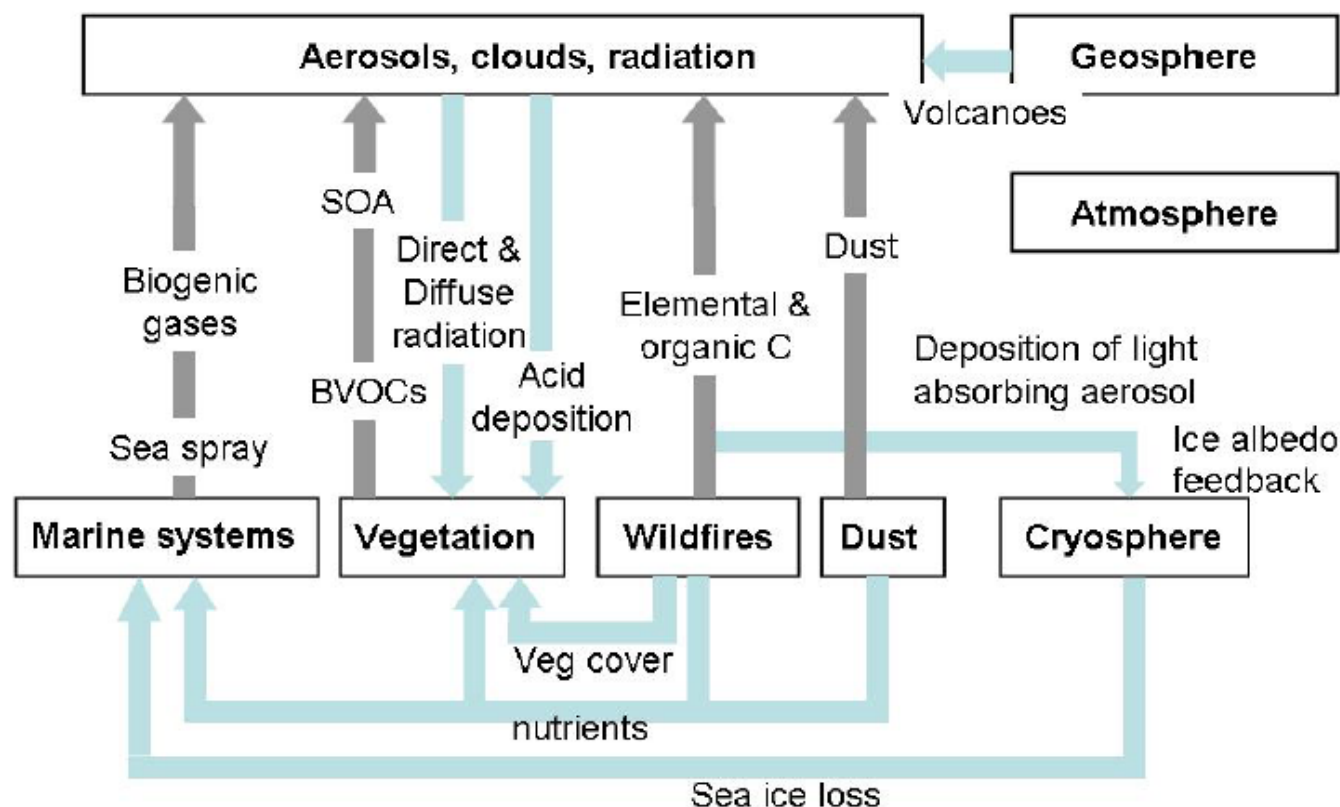 Aerosols, clouds, radiation
Geosphere
Volcanoes
Atmosphere
SOA
Direct &
Diffuse
radiation
Dust
Biogenic
gases
Elemental &
organic C
Deposition of light
absorbing aerosol
BVOCs
Acid
deposition
Sea spray
Ice albedo
feedback
Marine systems
Vegetation
Wildfires
Dust
Cryosphere
Veg cover
nutrients
Sea ice loss